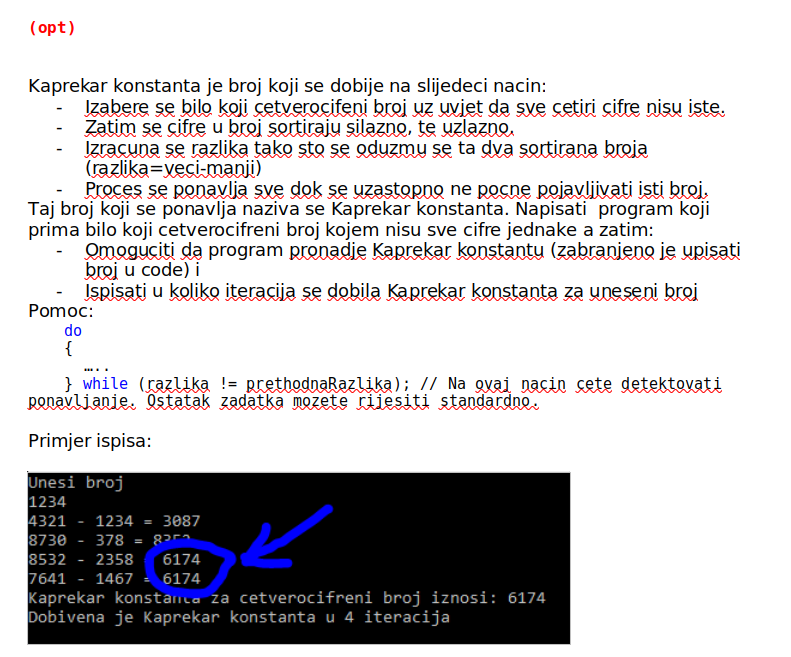 (opt)
Kaprekar konstanta je broj koji se dobije na slijedeci nacin:
- Izabere se bilo koji cetverocifeni broj uz uvjet da sve cetiri cifre nisu iste.
- Zatim se cifre u broj sortiraju silazno, te uzlazno.
- Izracuna se razlika tako sto se oduzmu se ta dva sortirana broja
(razlika=veci-manji)
- Proces se ponavlja sve dok se uzastopno ne pocne pojavljivati isti broj.
Taj broj koji se ponavlja naziva se Kaprekar konstanta. Napisati program koji
prima bilo koji cetverocifreni broj kojem nisu sve cifre jednake a zatim:
- Omoguciti da program pronadje Kaprekar konstantu (zabranjeno je upisati
broj u code) i
- Ispisati u koliko iteracija se dobila Kaprekar konstanta za uneseni broj
Pomoc:
do
{
…..
} while (razlika != prethodnaRazlika); // Na ovaj nacin cete detektovati
ponavljanje. Ostatak zadatka mozete rijesiti standardno.
Primjer ispisa:
Unesi broj
1234
4321 - 1234 = 3087
8730 - 378 = 8352
8532 - 2358 = 6174
7641 - 1467 = 6174
Kaprekar konstanta za cetverocifreni broj iznosi: 6174
Dobivena je Kaprekar konstanta u 4 iteracija